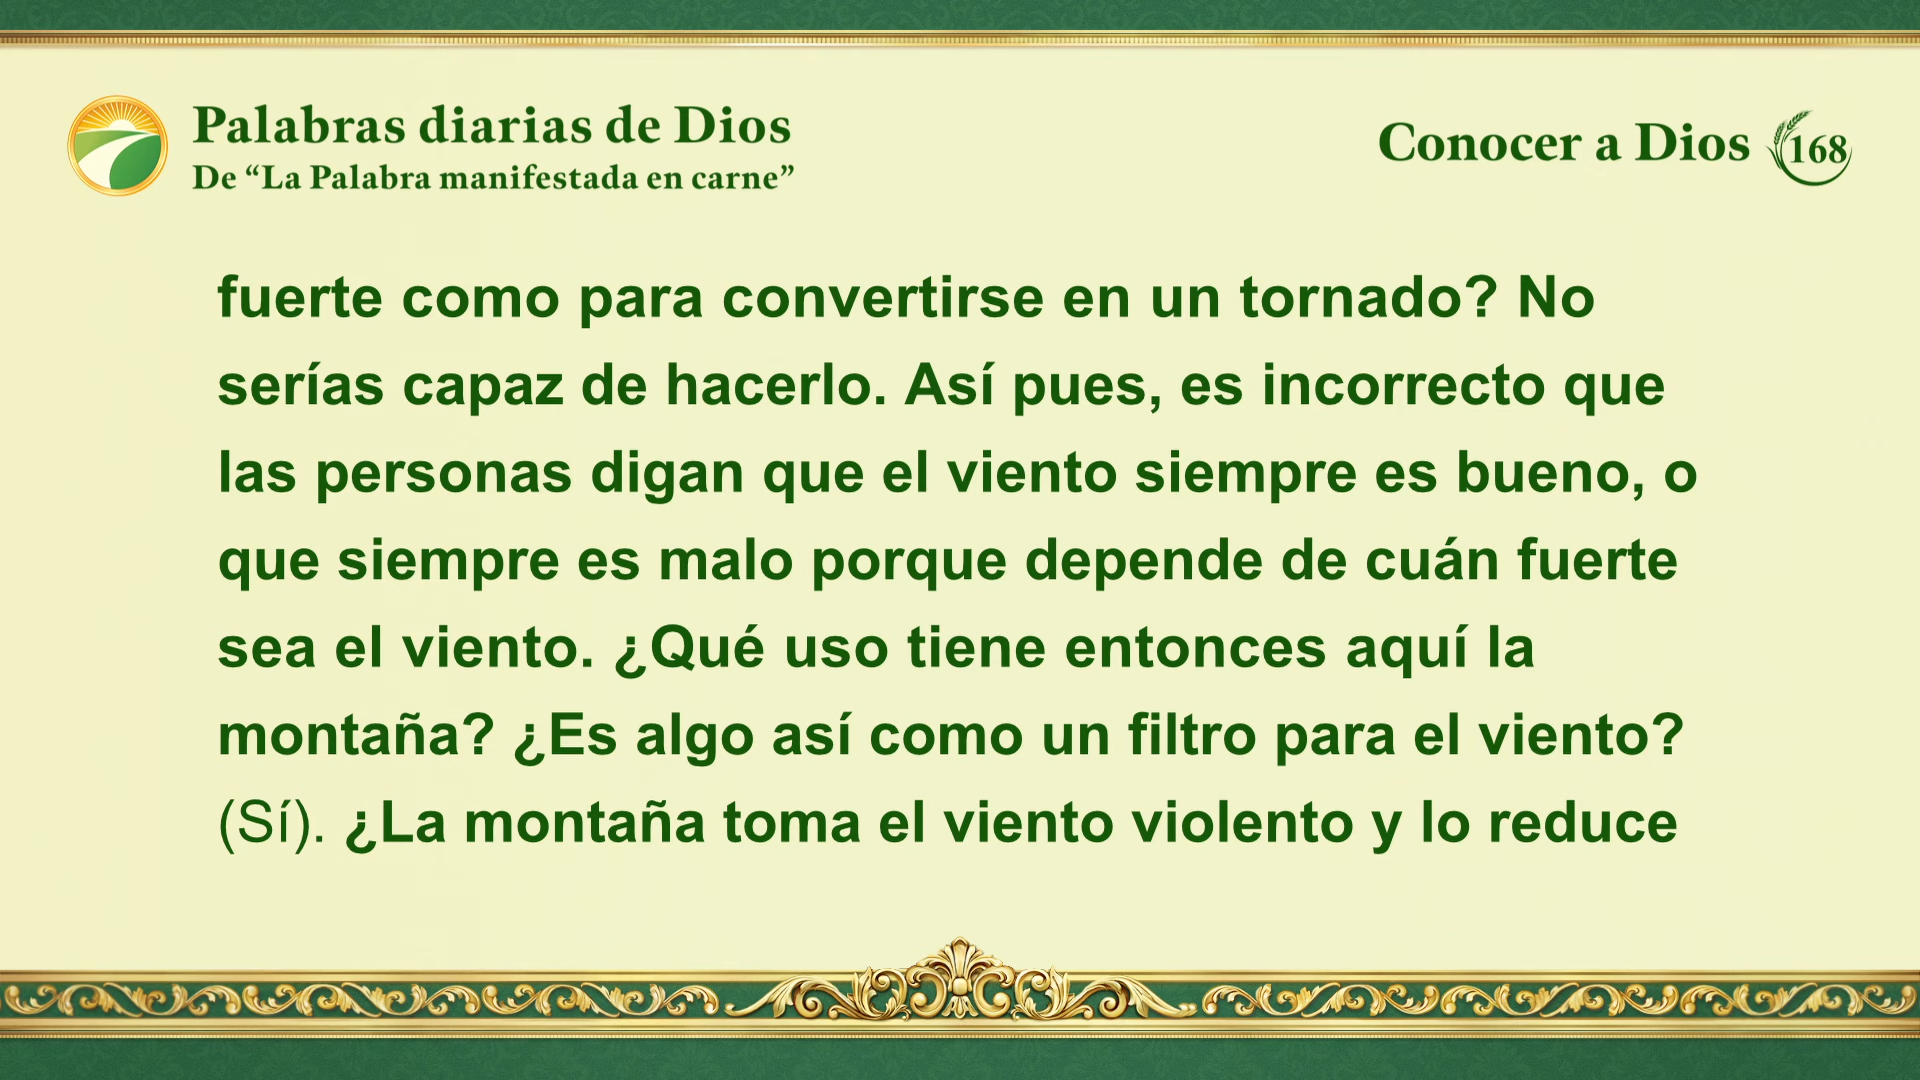 Palabras diarias de Dios
De “La Palabra manifestada en carne”
Conocer a Dios 168
fuerte como para convertirse en un tornado? No
serías capaz de hacerlo. Así pues, es incorrecto que
las personas digan que el viento siempre es bueno, o
que siempre es malo porque depende de cuán fuerte
sea el viento. ¿Qué uso tiene entonces aquí la
montaña? ¿Es algo así como un filtro para el viento?
(Sí). ¿La montaña toma el viento violento y lo reduce